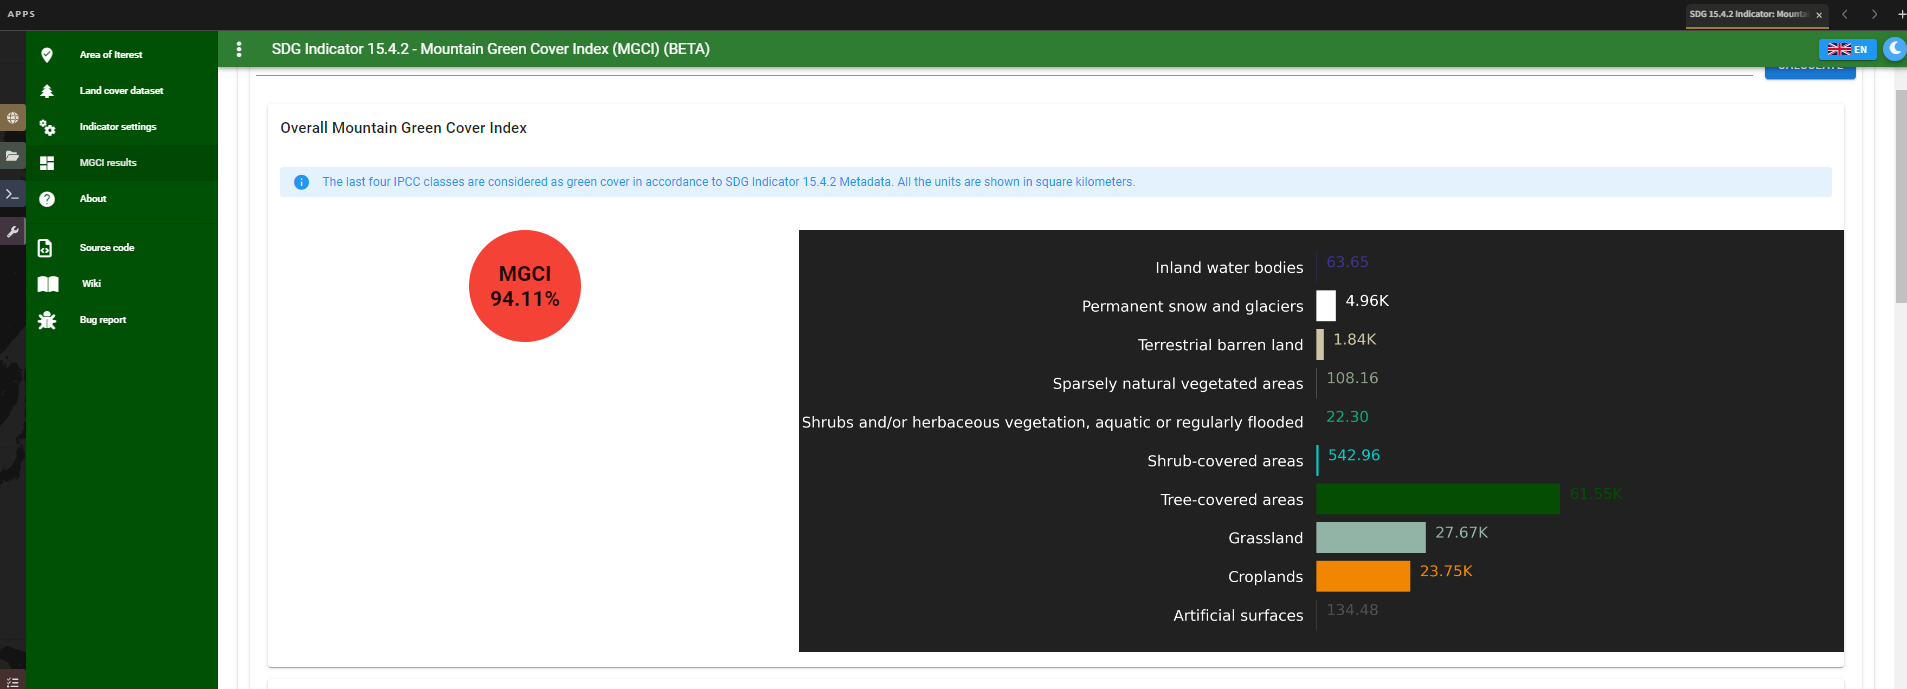 APPS
SDG 15.4.2 Indicator: Mounta
Area of Iterest
Land cover dataset
Indicator settings
MGCI results
About
Source code
Wiki
Bug report
SDG Indicator 15.4.2 - Mountain Green Cover Index (MGCI) (BETA)
EN
CALCULATE
Overall Mountain Green Cover Index
The last four IPCC classes are considered as green cover in accordance to SDG Indicator 15.4.2 Metadata. All the units are shown in square kilometers.
MGCI
94.11%
Inland water bodies 63.65
Permanent snow and glaciers 4.96K
Terrestrial barren land 1.84K
Sparsely natural vegetated areas 108.16
Shrubs and/or herbaceous vegetation, aquatic or regularly flooded 22.30
Shrub-covered areas 542.96
Tree-covered areas 61.55K
Grassland 27.67K
Croplands 23.75K
Artificial surfaces 134.48